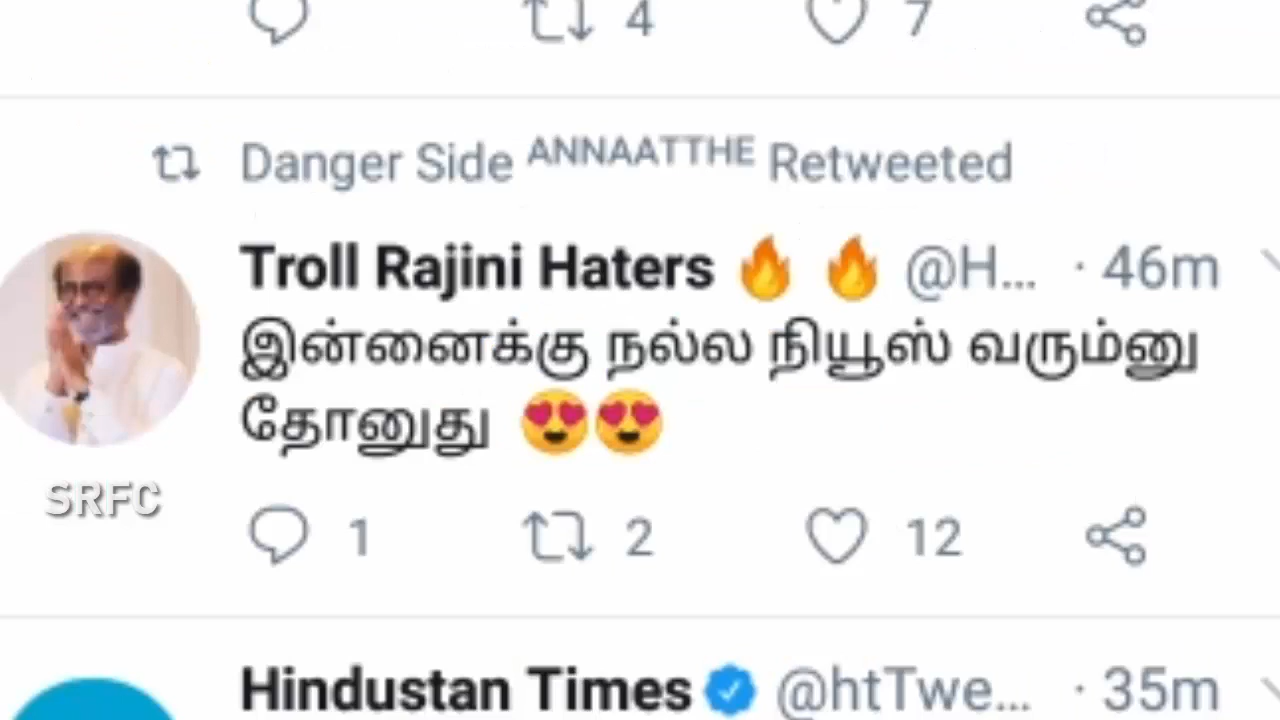 4 7
Danger Side ᴬᴺᴺᴬᴬᵀᵀᴴᴱ Retweeted
Troll Rajini Haters 🔥 🔥 @H... · 46m
இன்னைக்கு நல்ல நியூஸ் வரும்னு
தோனுது 😍😍
SRFC
1 2 12
Hindustan Times @htTwe... · 35m